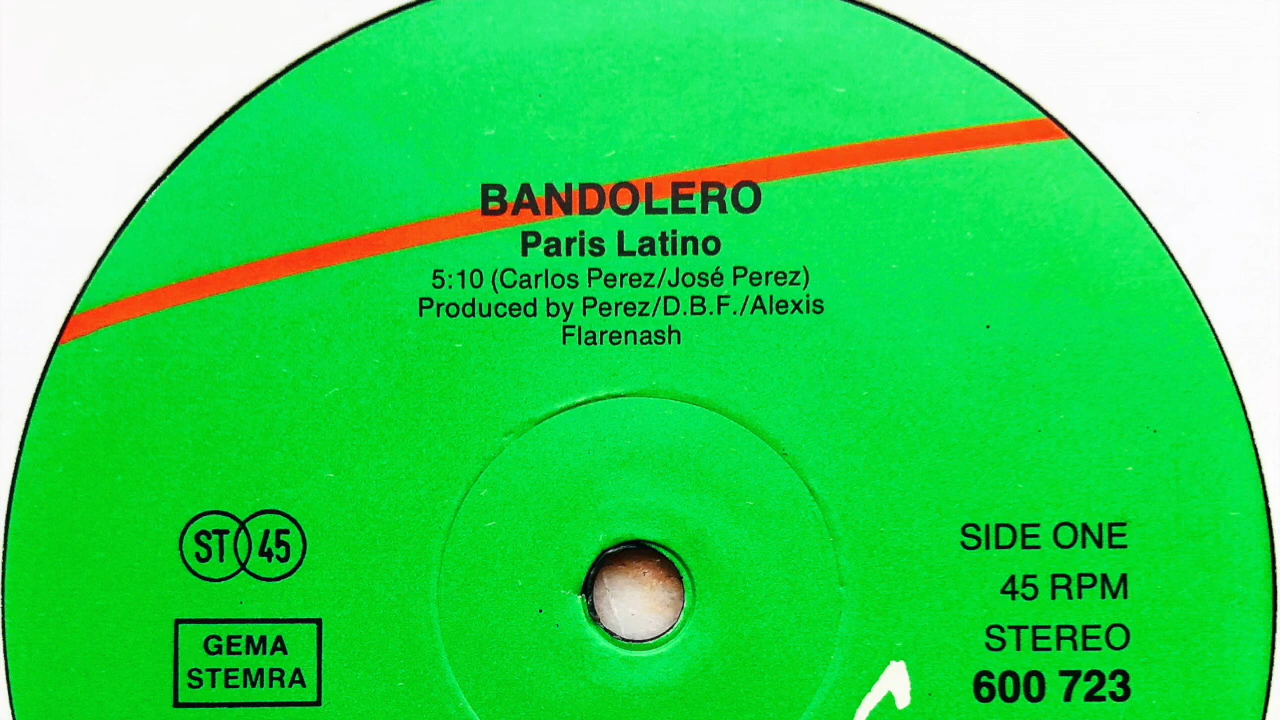 BANDOLERO
Paris Latino
5:10 (Carlos Perez/José Perez)
Produced by Perez/D.B.F./Alexis
Flarenash
ST 45
GEMA
STEMRA
SIDE ONE
45 RPM
STEREO
600 723